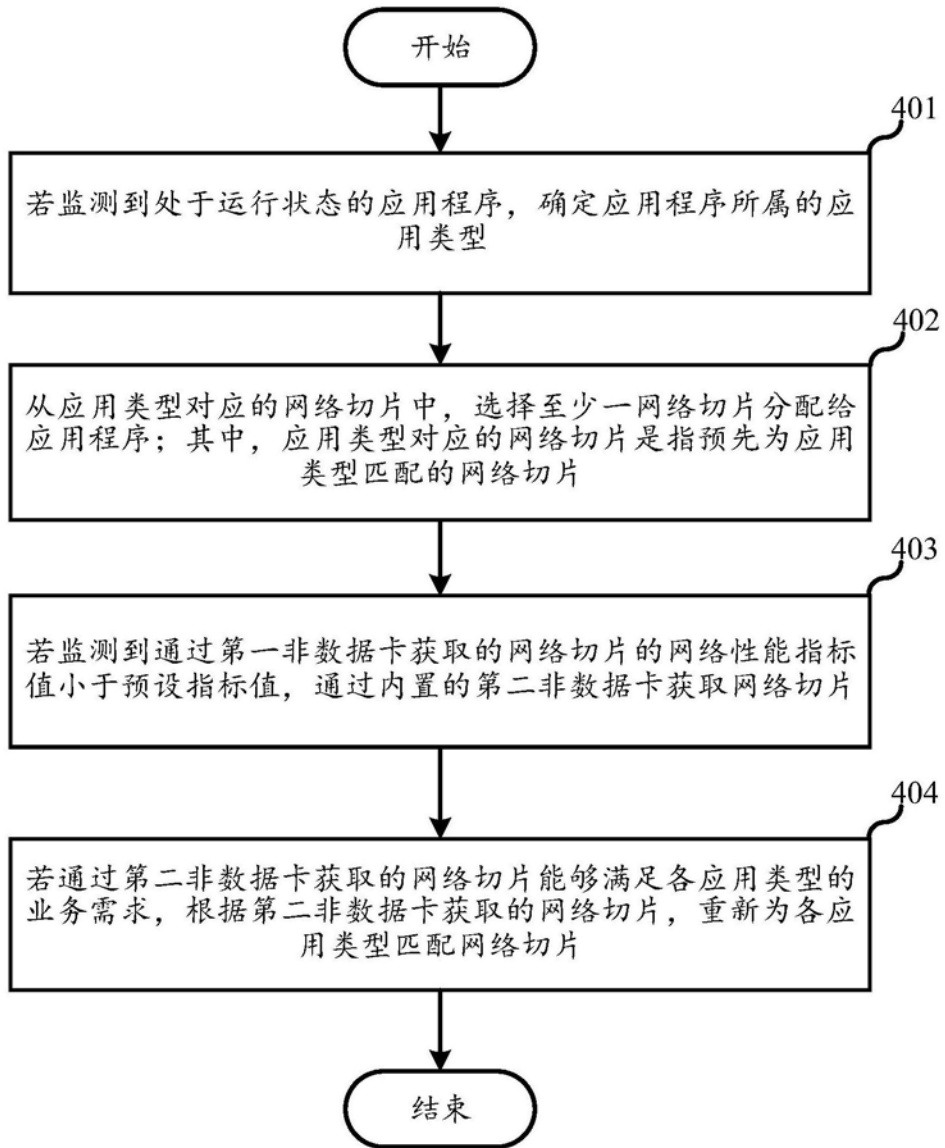 开始
401
若监测到处于运行状态的应用程序，确定应用程序所属的应
用类型
402
从应用类型对应的网络切片中，选择至少一网络切片分配给
应用程序；其中，应用类型对应的网络切片是指预先为应用
类型匹配的网络切片
403
若监测到通过第一非数据卡获取的网络切片的网络性能指标
值小于预设指标值，通过内置的第二非数据卡获取网络切片
404
若通过第二非数据卡获取的网络切片能够满足各应用类型的
业务需求，根据第二非数据卡获取的网络切片，重新为各应
用类型匹配网络切片
结束